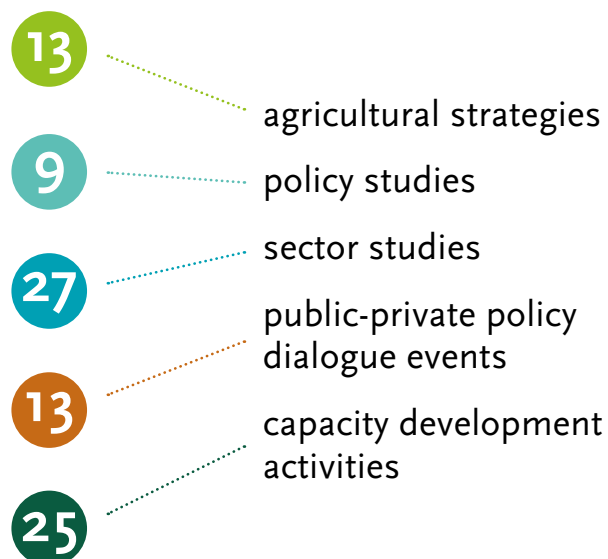 13
agricultural strategies
9
policy studies
27
sector studies
13
public-private policy
dialogue events
25
capacity development
activities